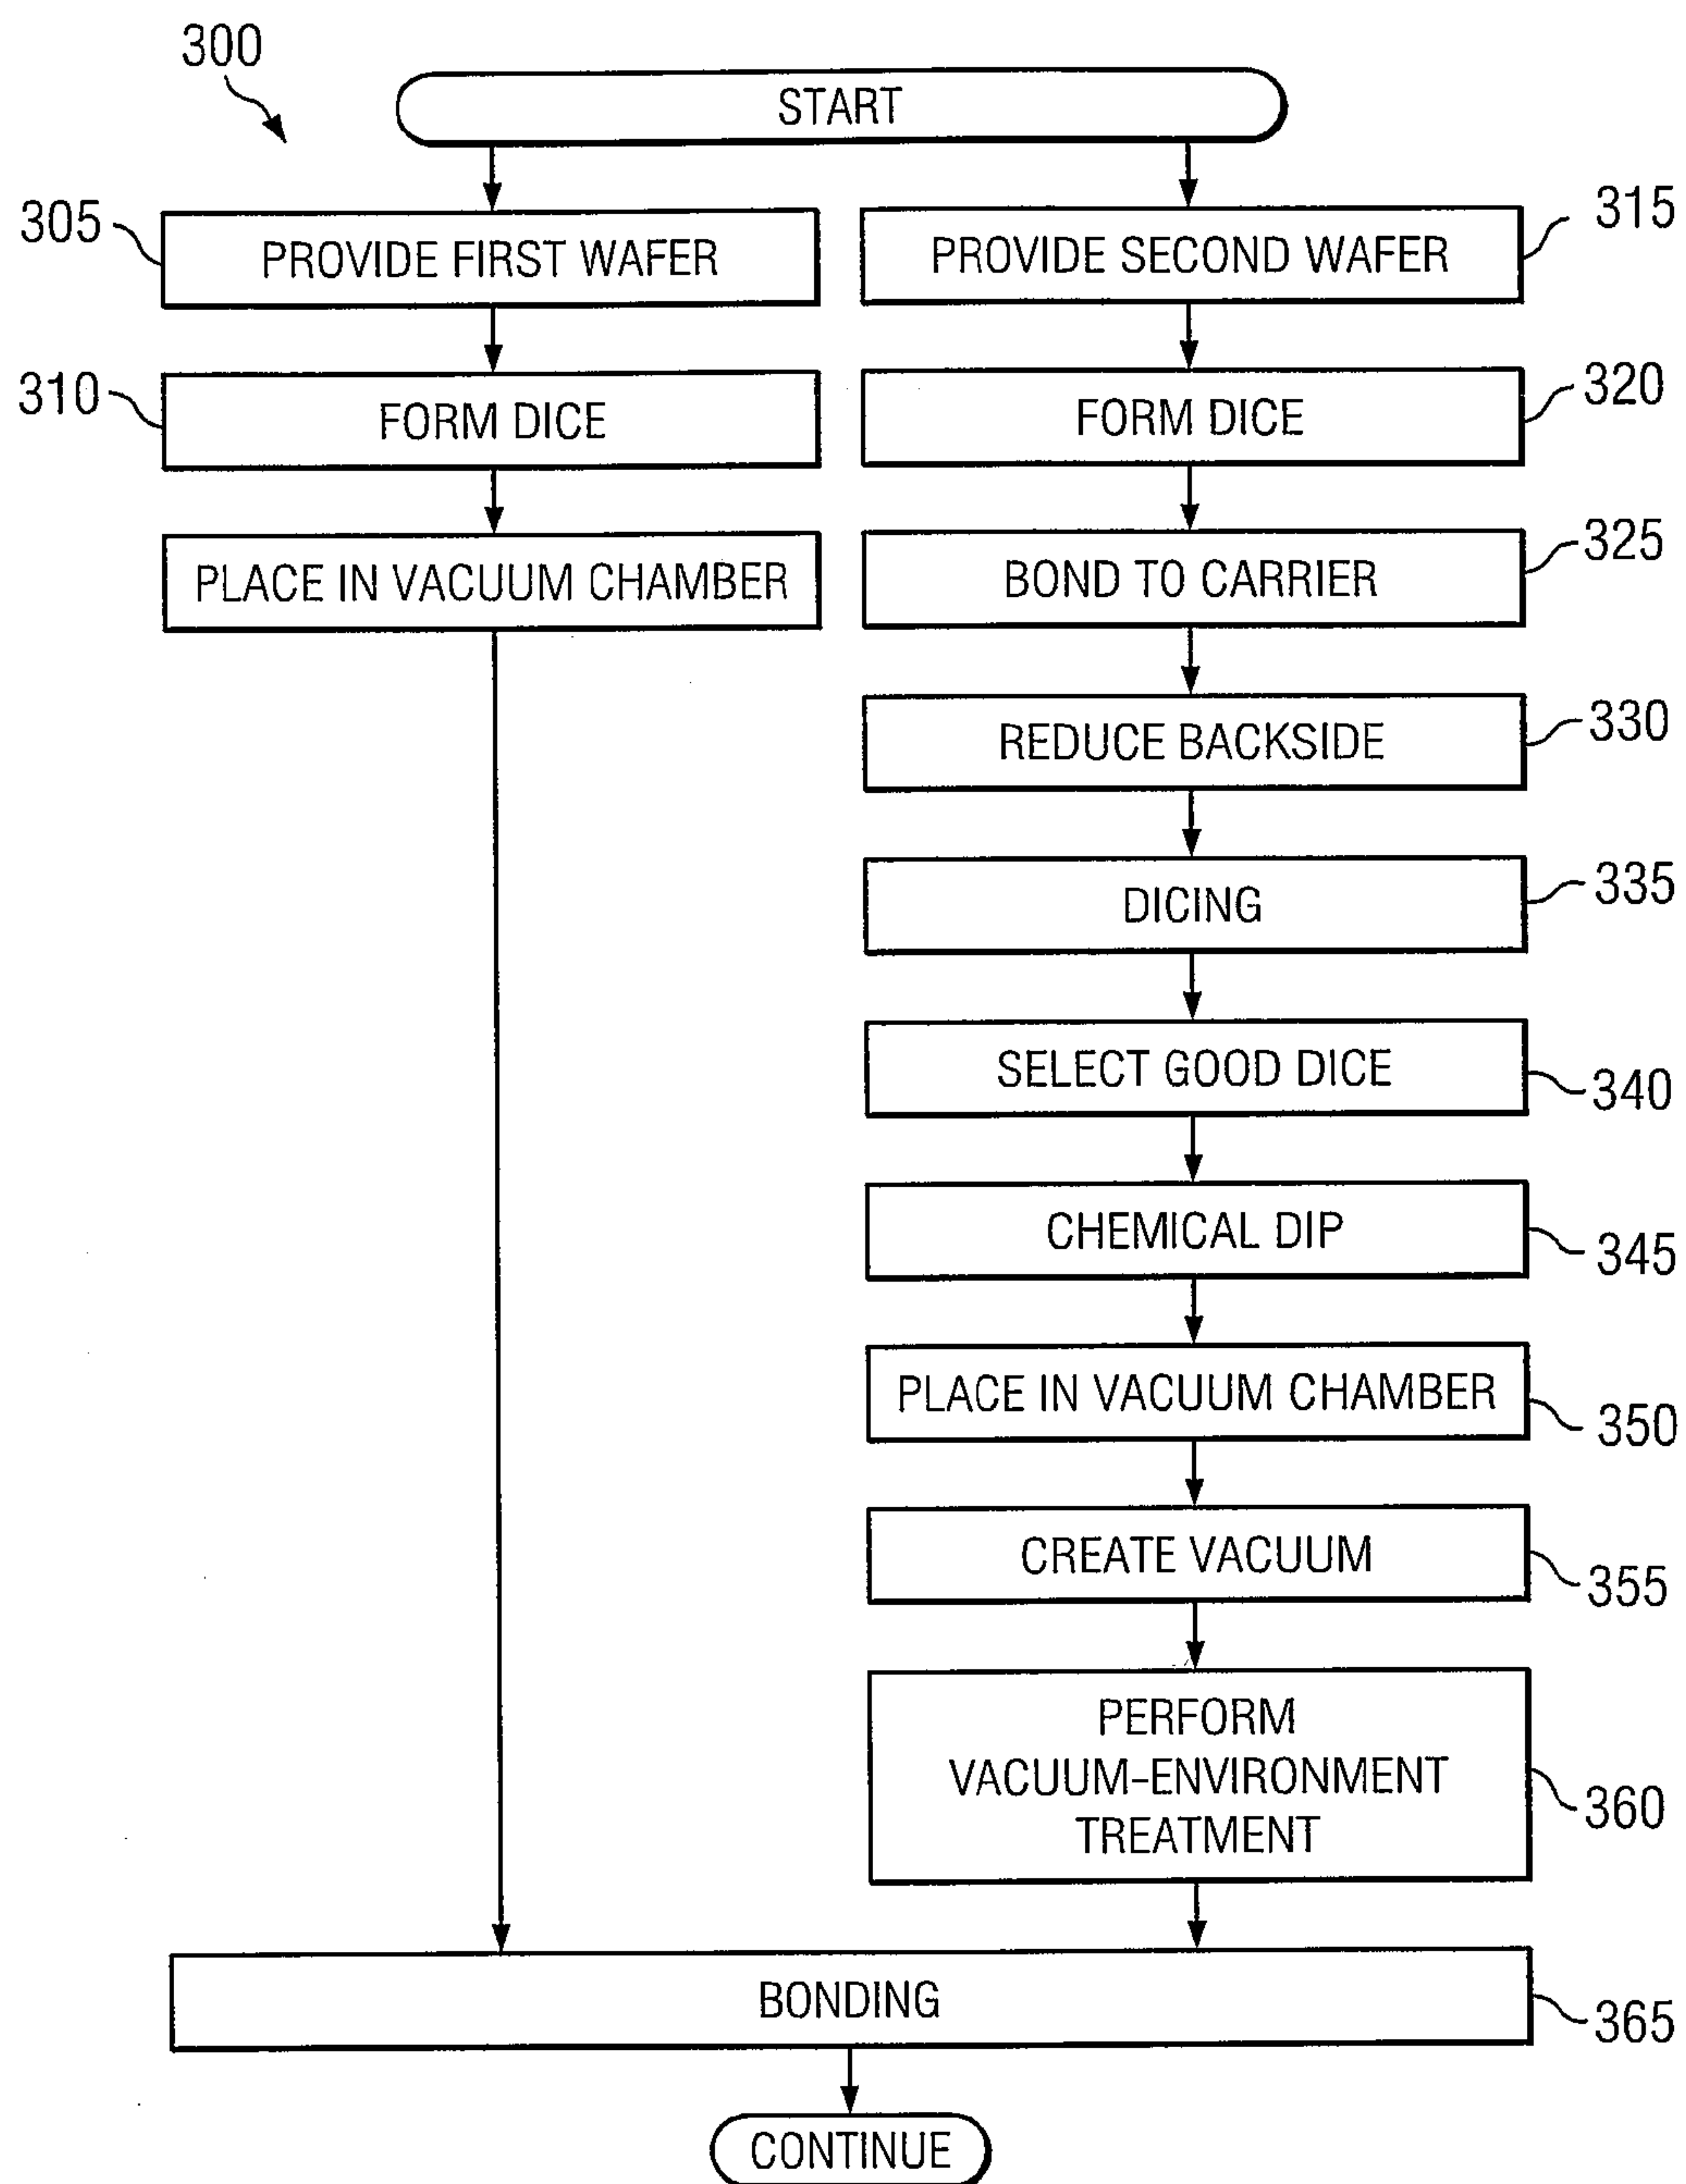 300
START
305
PROVIDE FIRST WAFER
PROVIDE SECOND WAFER
315
310
FORM DICE
FORM DICE
320
PLACE IN VACUUM CHAMBER
BOND TO CARRIER
325
REDUCE BACKSIDE
330
DICING
335
SELECT GOOD DICE
340
CHEMICAL DIP
345
PLACE IN VACUUM CHAMBER
350
CREATE VACUUM
355
PERFORM
VACUUM-ENVIRONMENT
TREATMENT
360
BONDING
365
CONTINUE